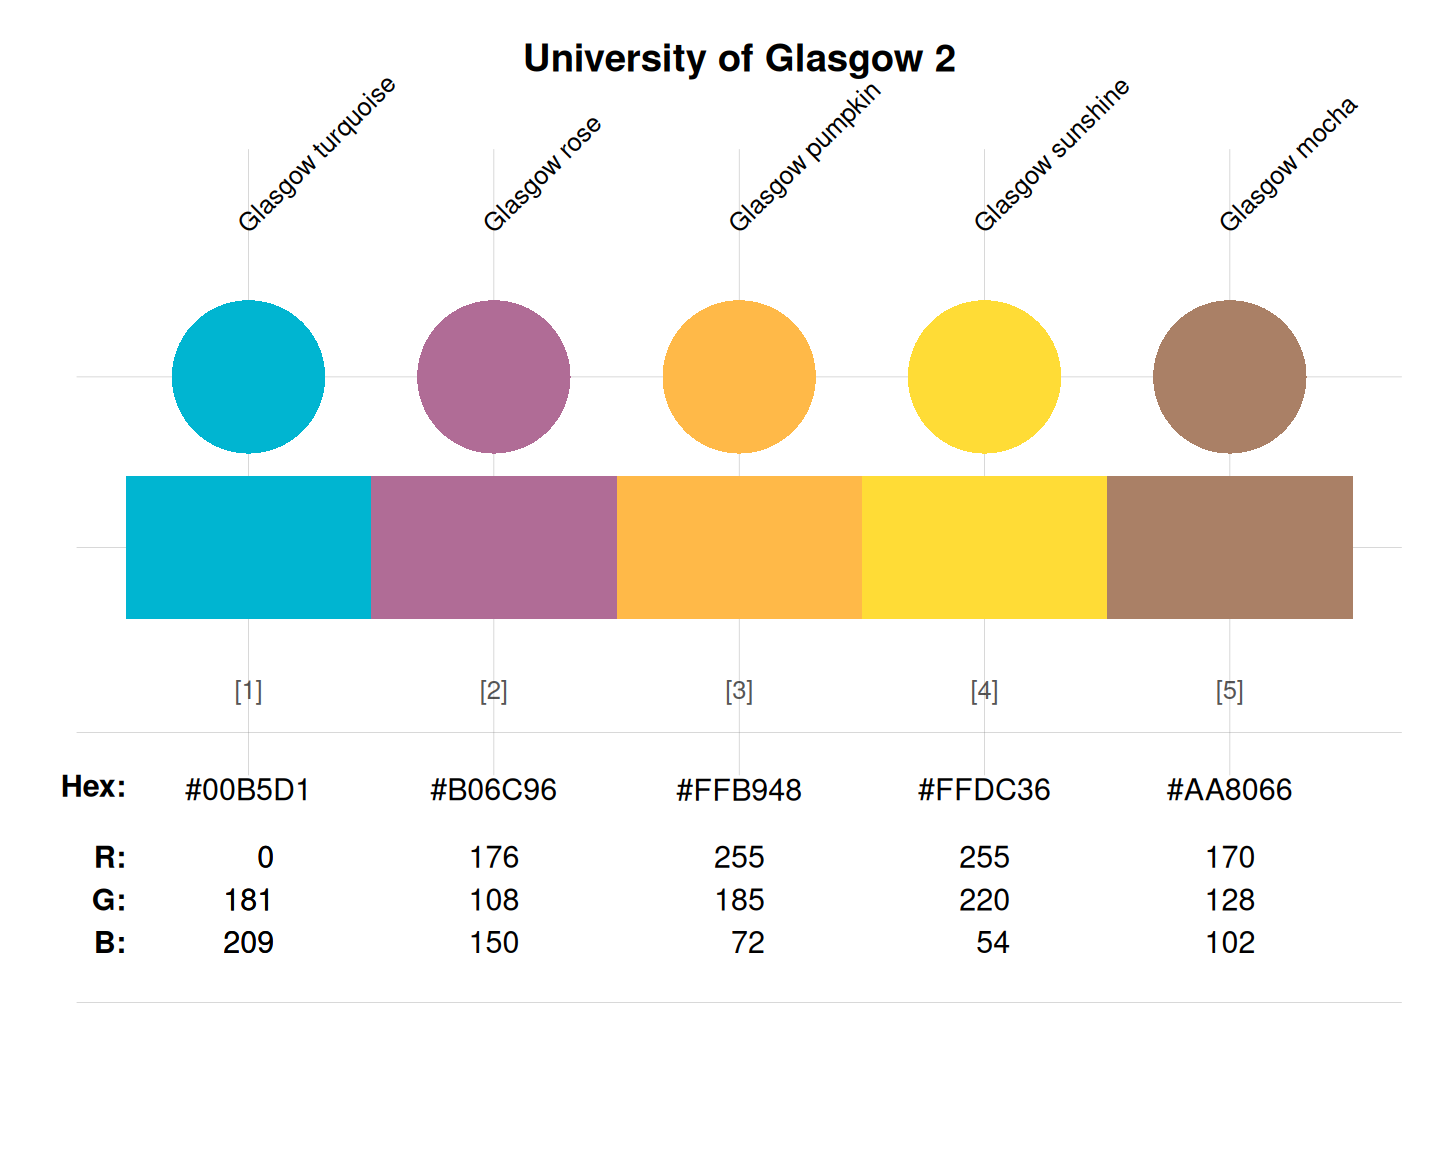 University of Glasgow 2
Glasgow turquoise
Glasgow rose
Glasgow pumpkin
Glasgow sunshine
Glasgow mocha
[1] [2] [3] [4] [5]
Hex: #00B5D1 #B06C96 #FFB948 #FFDC36 #AA8066
R: 0 176 255 255 170
G: 181 108 185 220 128
B: 209 150 72 54 102